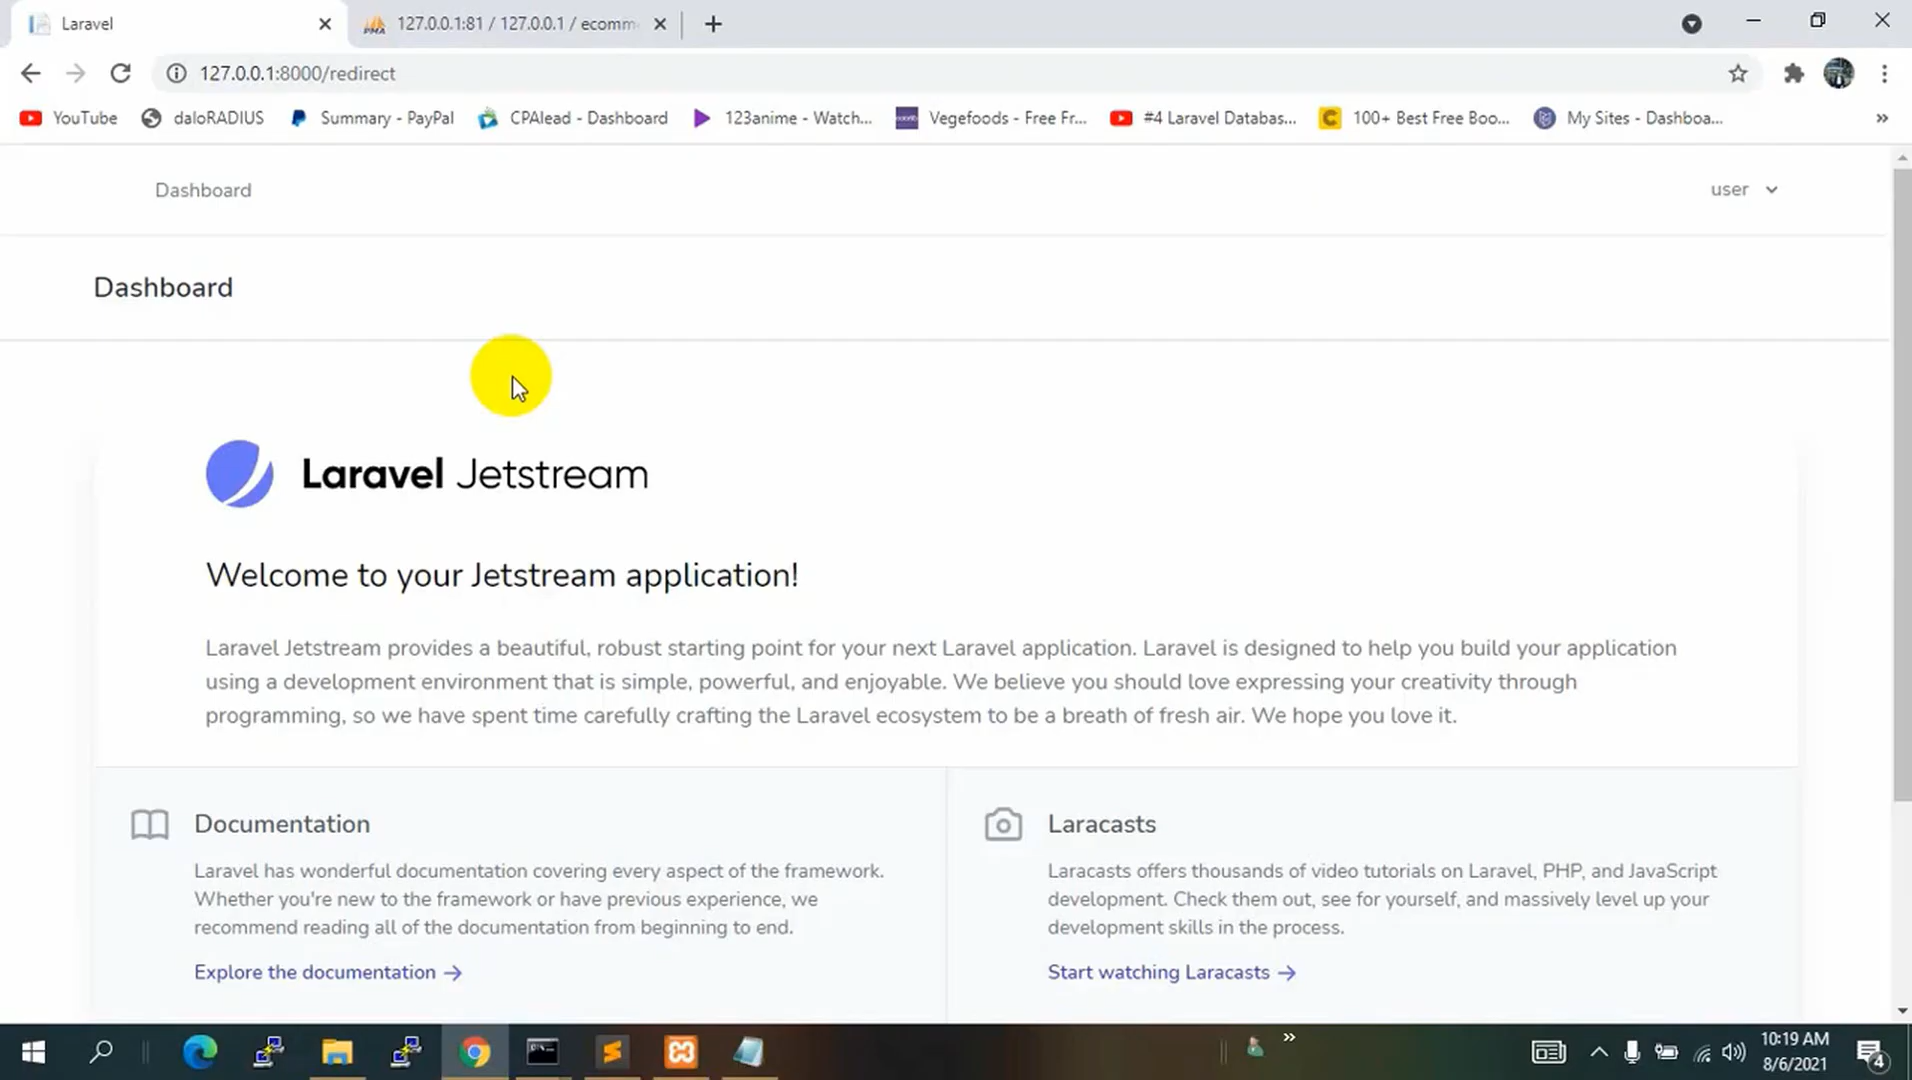 Laravel
127.0.0.1:81 / 127.0.0.1 / ecomm
127.0.0.1:8000/redirect
YouTube
daloRADIUS
Summary - PayPal
CPAlead - Dashboard
123anime - Watch...
Vegefoods - Free Fr...
#4 Laravel Databas...
100+ Best Free Boo...
My Sites - Dashboa...
Dashboard
user
Dashboard
Laravel Jetstream
Welcome to your Jetstream application!
Laravel Jetstream provides a beautiful, robust starting point for your next Laravel application. Laravel is designed to help you build your application
using a development environment that is simple, powerful, and enjoyable. We believe you should love expressing your creativity through
programming, so we have spent time carefully crafting the Laravel ecosystem to be a breath of fresh air. We hope you love it.
Documentation
Laravel has wonderful documentation covering every aspect of the framework.
Whether you're new to the framework or have previous experience, we
recommend reading all of the documentation from beginning to end.
Explore the documentation
Laracasts
Laracasts offers thousands of video tutorials on Laravel, PHP, and JavaScript
development. Check them out, see for yourself, and massively level up your
development skills in the process.
Start watching Laracasts
10:19 AM
8/6/2021
4